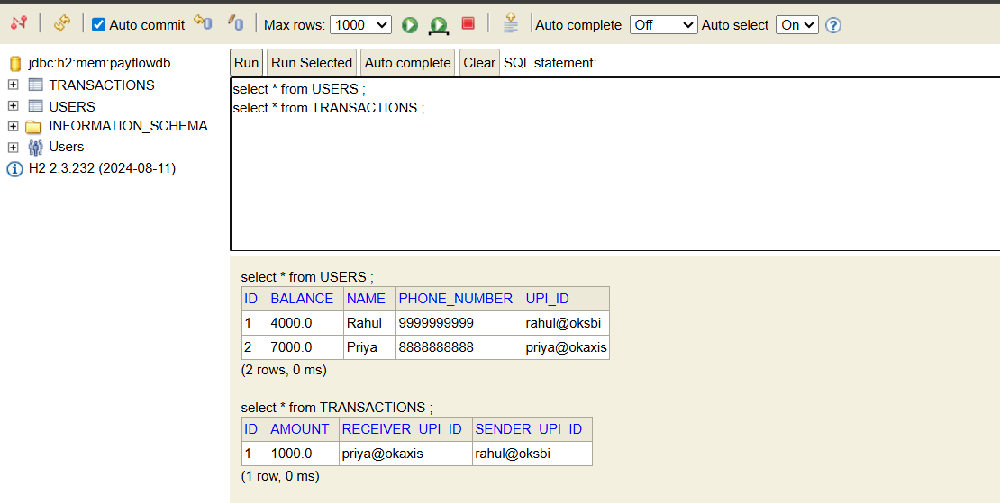 Auto commit Max rows: 1000 Auto complete Off Auto select On ?
jdbc:h2:mem:payflowdb
TRANSACTIONS
USERS
INFORMATION_SCHEMA
Users
H2 2.3.232 (2024-08-11)
Run Run Selected Auto complete Clear SQL statement:
select * from USERS ;
select * from TRANSACTIONS ;
select * from USERS ;
ID BALANCE NAME PHONE_NUMBER UPI_ID
1 4000.0 Rahul 9999999999 rahul@oksbi
2 7000.0 Priya 8888888888 priya@okaxis
(2 rows, 0 ms)
select * from TRANSACTIONS ;
ID AMOUNT RECEIVER_UPI_ID SENDER_UPI_ID
1 1000.0 priya@okaxis rahul@oksbi
(1 row, 0 ms)